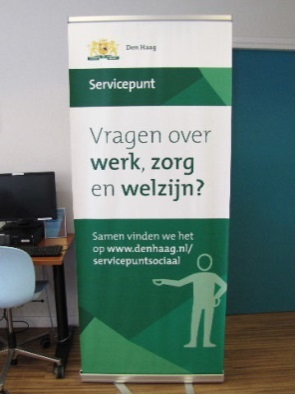 Den Haag
Servicepunt
Vragen over
werk, zorg
en welzijn?
Samen vinden we het
op www.denhaag.nl/
servicepuntsociaal